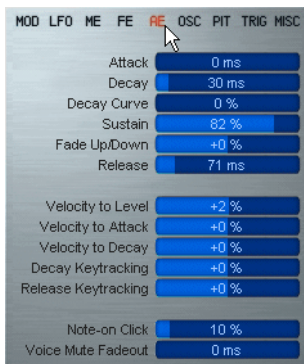 MOD LFO ME FE AE OSC PIT TRIG MISC
Attack 0 ms
Decay 30 ms
Decay Curve 0 %
Sustain 82 %
Fade Up/Down +0 %
Release 71 ms
Velocity to Level +2 %
Velocity to Attack +0 %
Velocity to Decay +0 %
Decay Keytracking +0 %
Release Keytracking +0 %
Note-on Click 10 %
Voice Mute Fadeout 0 ms